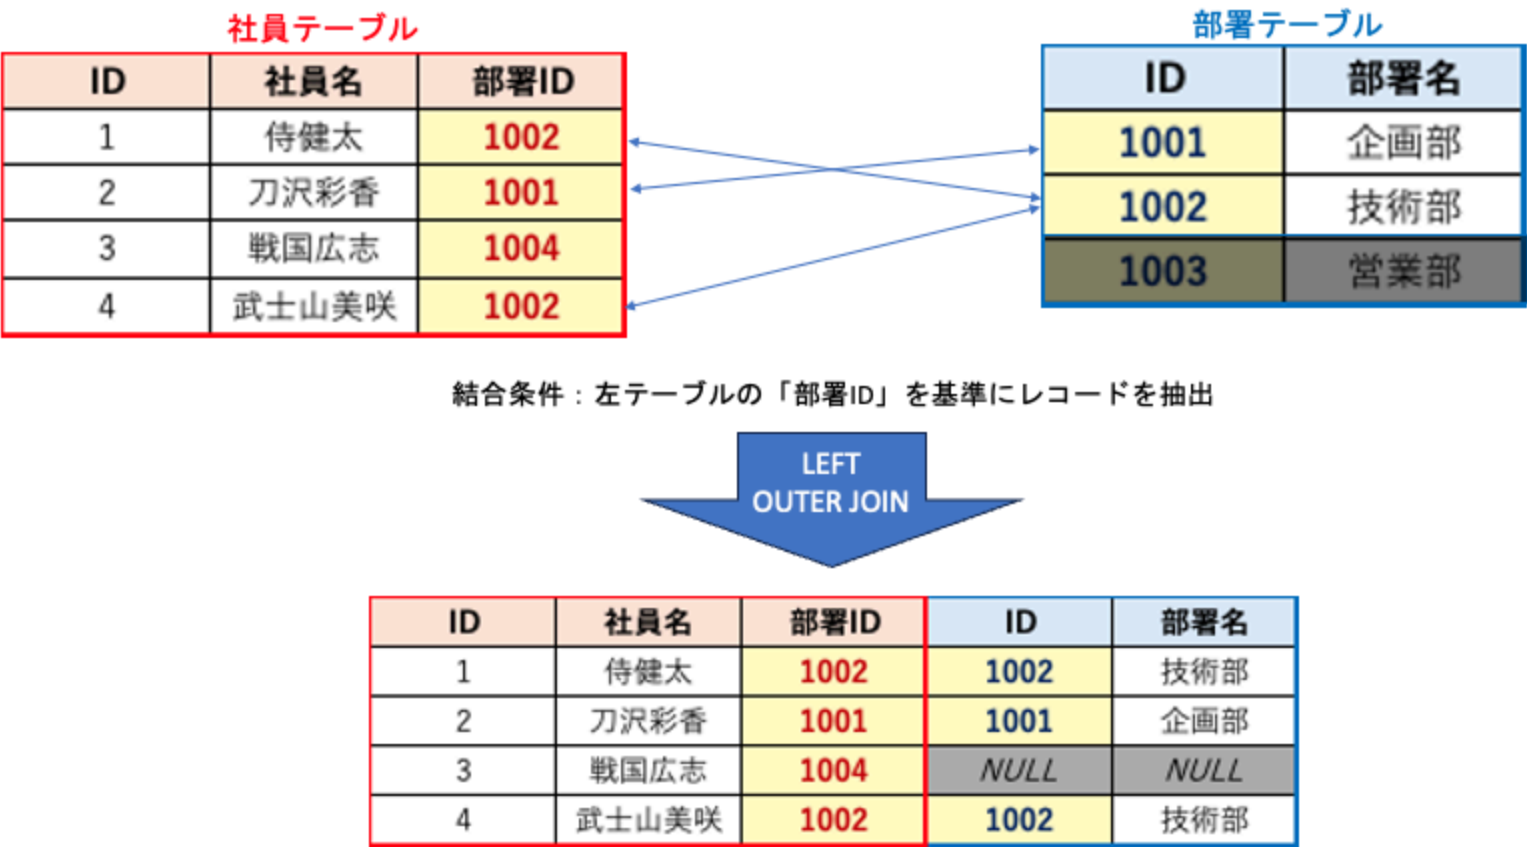 社員テーブル
ID 社員名 部署ID
1 侍健太 1002
2 刀沢彩香 1001
3 戦国広志 1004
4 武士山美咲 1002
部署テーブル
ID 部署名
1001 企画部
1002 技術部
1003 営業部
結合条件：左テーブルの「部署ID」を基準にレコードを抽出
LEFT
OUTER JOIN
ID 社員名 部署ID ID 部署名
1 侍健太 1002 1002 技術部
2 刀沢彩香 1001 1001 企画部
3 戦国広志 1004 NULL NULL
4 武士山美咲 1002 1002 技術部